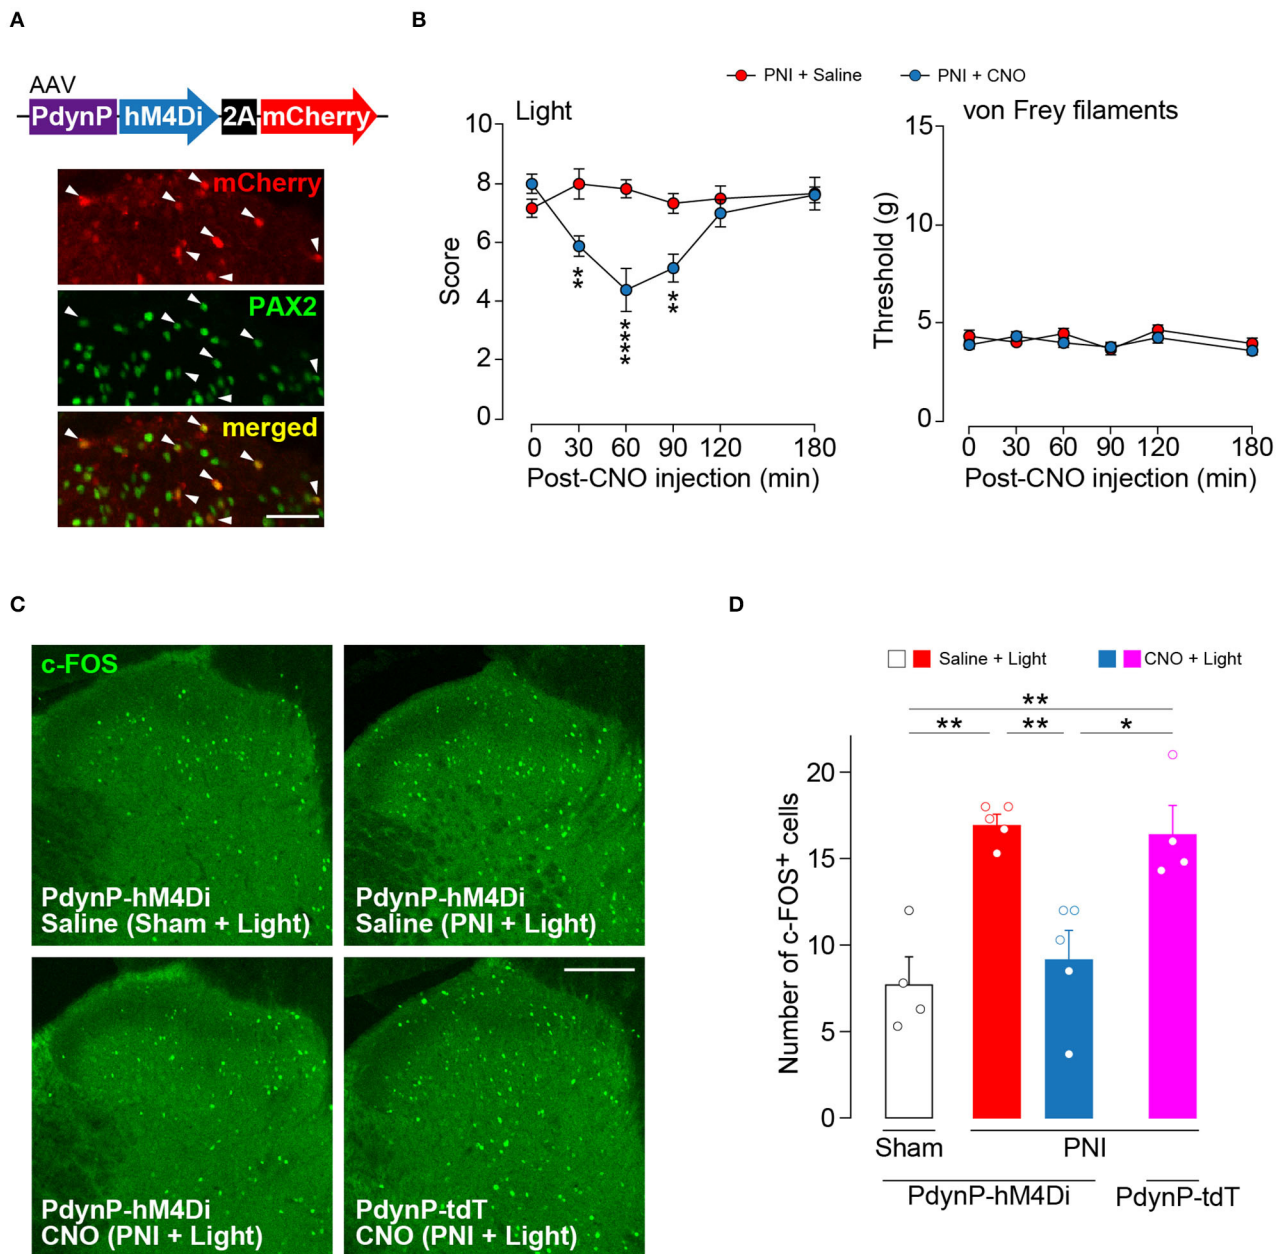 A
AAV
PdynP hM4Di 2A mCherry
mCherry
PAX2
merged
B
PNI + Saline
PNI + CNO
Light
10
8
6
4
2
0
Score
**
****
**
0 30 60 90 120 180
Post-CNO injection (min)
von Frey filaments
15
10
5
0
Threshold (g)
0 30 60 90 120 180
Post-CNO injection (min)
C
c-FOS
PdynP-hM4Di
Saline (Sham + Light)
PdynP-hM4Di
Saline (PNI + Light)
PdynP-hM4Di
CNO (PNI + Light)
PdynP-tdT
CNO (PNI + Light)
D
Saline + Light
CNO + Light
**
** ** *
20
15
10
5
0
Number of c-FOS⁺ cells
Sham PNI
PdynP-hM4Di PdynP-tdT